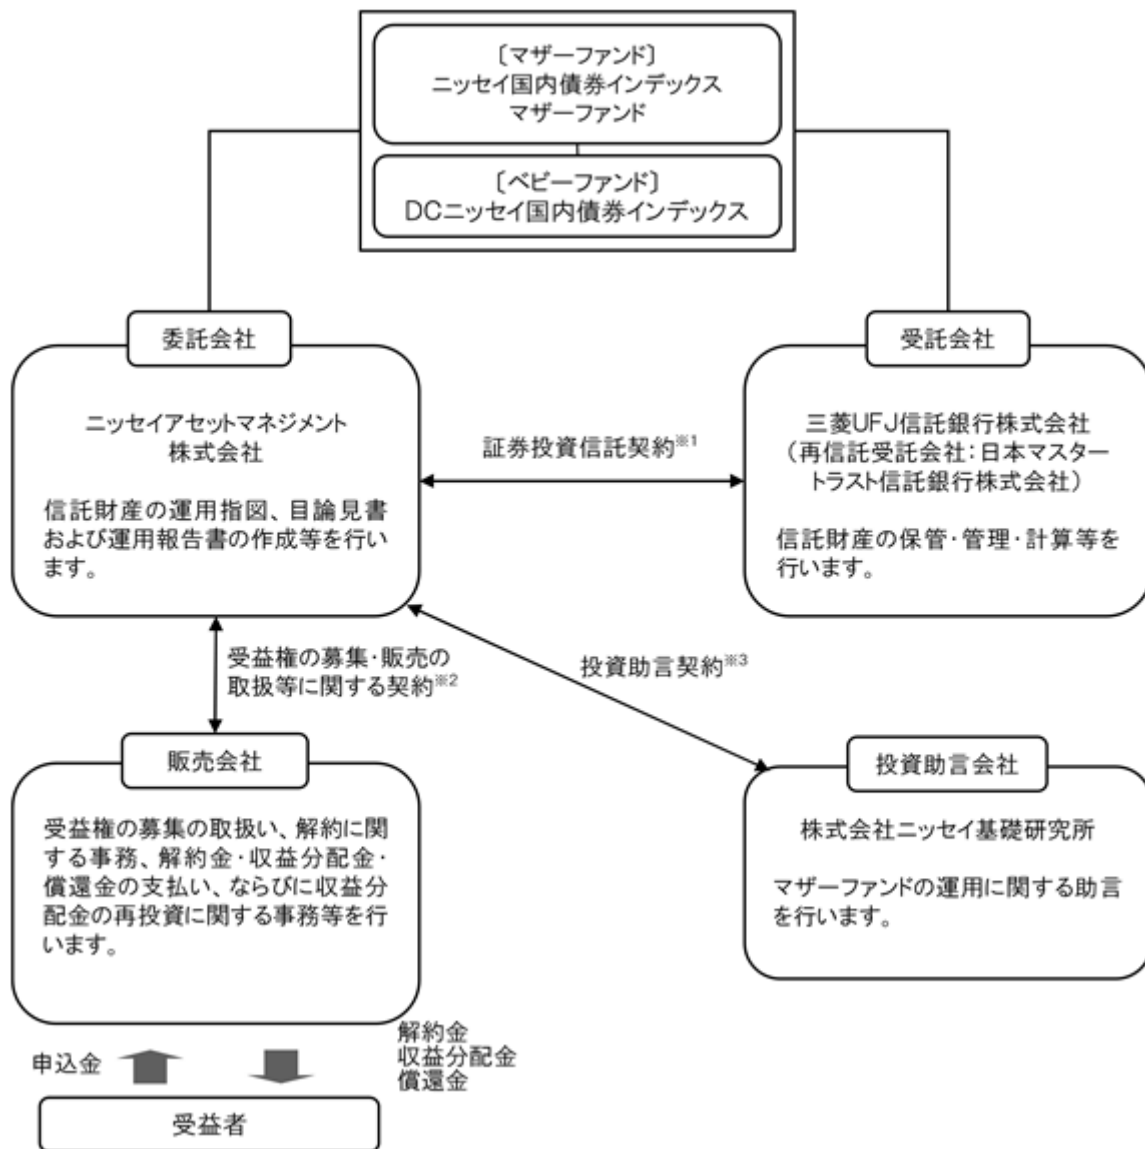 〔マザーファンド〕
ニッセイ国内債券インデックス
マザーファンド
〔ベビーファンド〕
DCニッセイ国内債券インデックス
委託会社
ニッセイアセットマネジメント
株式会社
信託財産の運用指図、目論見書
および運用報告書の作成等を行い
ます。
証券投資信託契約※1
受託会社
三菱UFJ信託銀行株式会社
（再信託受託会社：日本マスター
トラスト信託銀行株式会社）
信託財産の保管・管理・計算等を
行います。
受益権の募集・販売の
取扱等に関する契約※2
投資助言契約※3
販売会社
受益権の募集の取扱い、解約に関
する事務、解約金・収益分配金・
償還金の支払い、ならびに収益分
配金の再投資に関する事務等を行
います。
投資助言会社
株式会社ニッセイ基礎研究所
マザーファンドの運用に関する助言
を行います。
申込金
解約金
収益分配金
償還金
受益者